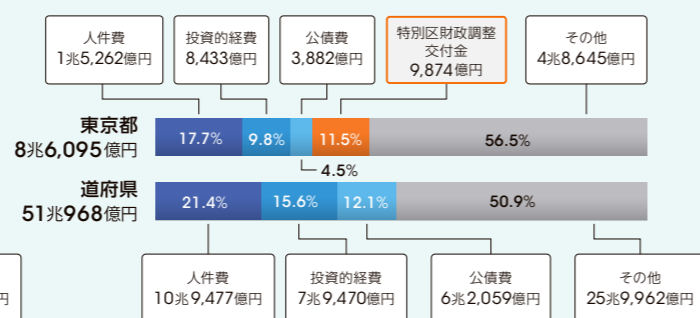 人件費
1兆5,262億円
投資的経費
8,433億円
公債費
3,882億円
特別区財政調整
交付金
9,874億円
その他
4兆8,645億円
東京都
8兆6,095億円
17.7%
9.8%
11.5%
56.5%
4.5%
道府県
51兆968億円
21.4%
15.6%
12.1%
50.9%
円
人件費
10兆9,477億円
投資的経費
7兆9,470億円
公債費
6兆2,059億円
その他
25兆9,962億円